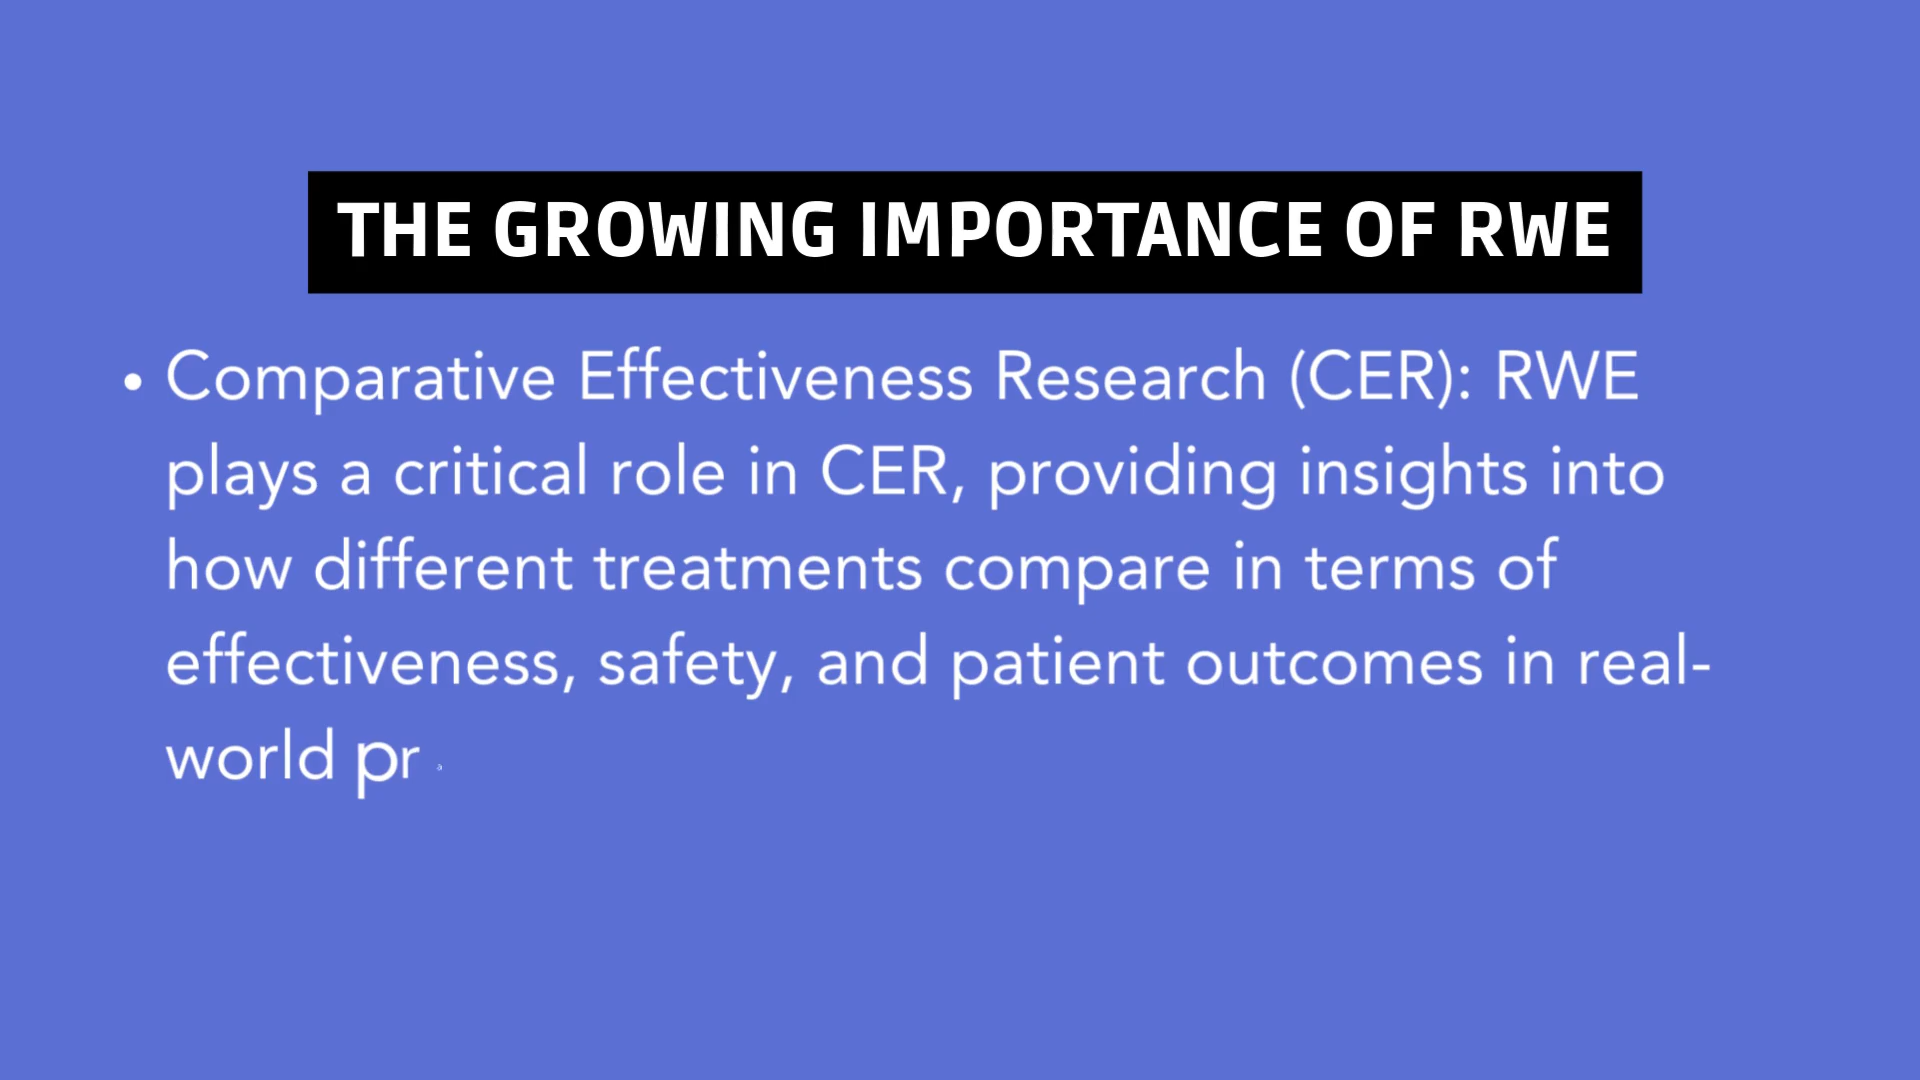 THE GROWING IMPORTANCE OF RWE
• Comparative Effectiveness Research (CER): RWE
plays a critical role in CER, providing insights into
how different treatments compare in terms of
effectiveness, safety, and patient outcomes in real-
world pr